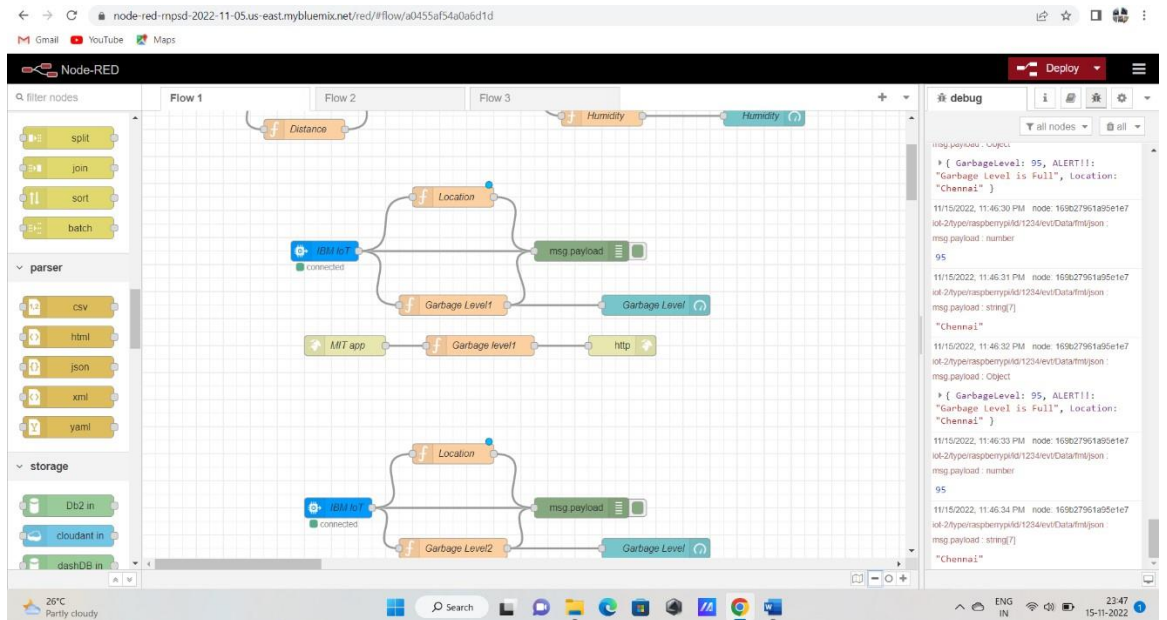 node-red-rnpsd-2022-11-05.us-east.mybluemix.net/red/#flow/a0455af54a0a6d1d
Gmail YouTube Maps
Node-RED
Deploy
filter nodes
Flow 1 Flow 2 Flow 3
debug
all nodes all
split
join
sort
batch
parser
csv
html
json
xml
yaml
storage
Db2 in
cloudant in
dashDB in
Distance
Humidity Humidity
Location
IBM IoT
connected
msg.payload
Garbage Level1 Garbage Level
MIT app Garbage level1 http
Location
IBM IoT
connected
msg.payload
Garbage Level2 Garbage Level
msg.payload : Object
{ GarbageLevel: 95, ALERT!!:
"Garbage Level is Full", Location:
"Chennai" }
11/15/2022, 11:46:30 PM node: 169b27961a95e1e7
iot-2/type/raspberrypi/id/1234/evt/Data/fmt/json :
msg.payload : number
95
11/15/2022, 11:46:31 PM node: 169b27961a95e1e7
iot-2/type/raspberrypi/id/1234/evt/Data/fmt/json :
msg.payload : string[7]
"Chennai"
11/15/2022, 11:46:32 PM node: 169b27961a95e1e7
iot-2/type/raspberrypi/id/1234/evt/Data/fmt/json :
msg.payload : Object
{ GarbageLevel: 95, ALERT!!:
"Garbage Level is Full", Location:
"Chennai" }
11/15/2022, 11:46:33 PM node: 169b27961a95e1e7
iot-2/type/raspberrypi/id/1234/evt/Data/fmt/json :
msg.payload : number
95
11/15/2022, 11:46:34 PM node: 169b27961a95e1e7
iot-2/type/raspberrypi/id/1234/evt/Data/fmt/json :
msg.payload : string[7]
"Chennai"
26°C
Partly cloudy
Search
ENG
IN
23:47
15-11-2022
1